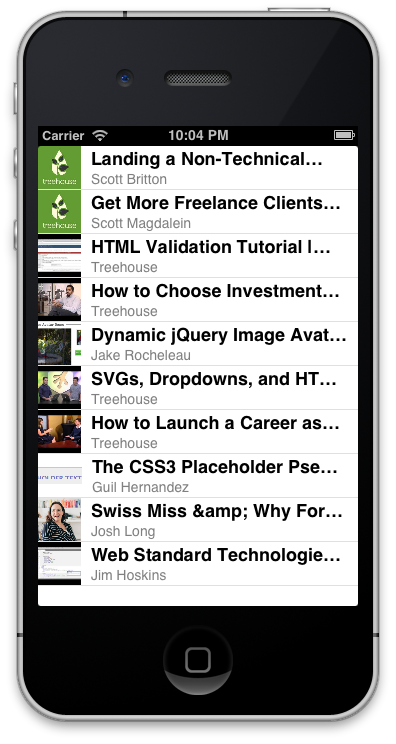 Carrier 10:04 PM
treehouse
Landing a Non-Technical...
Scott Britton
treehouse
Get More Freelance Clients...
Scott Magdalein
HTML Validation Tutorial |...
Treehouse
How to Choose Investment...
Treehouse
Dynamic jQuery Image Avat...
Jake Rocheleau
SVGs, Dropdowns, and HT...
Treehouse
How to Launch a Career as...
Treehouse
The CSS3 Placeholder Pse...
Guil Hernandez
Swiss Miss &amp; Why For...
Josh Long
Web Standard Technologie...
Jim Hoskins